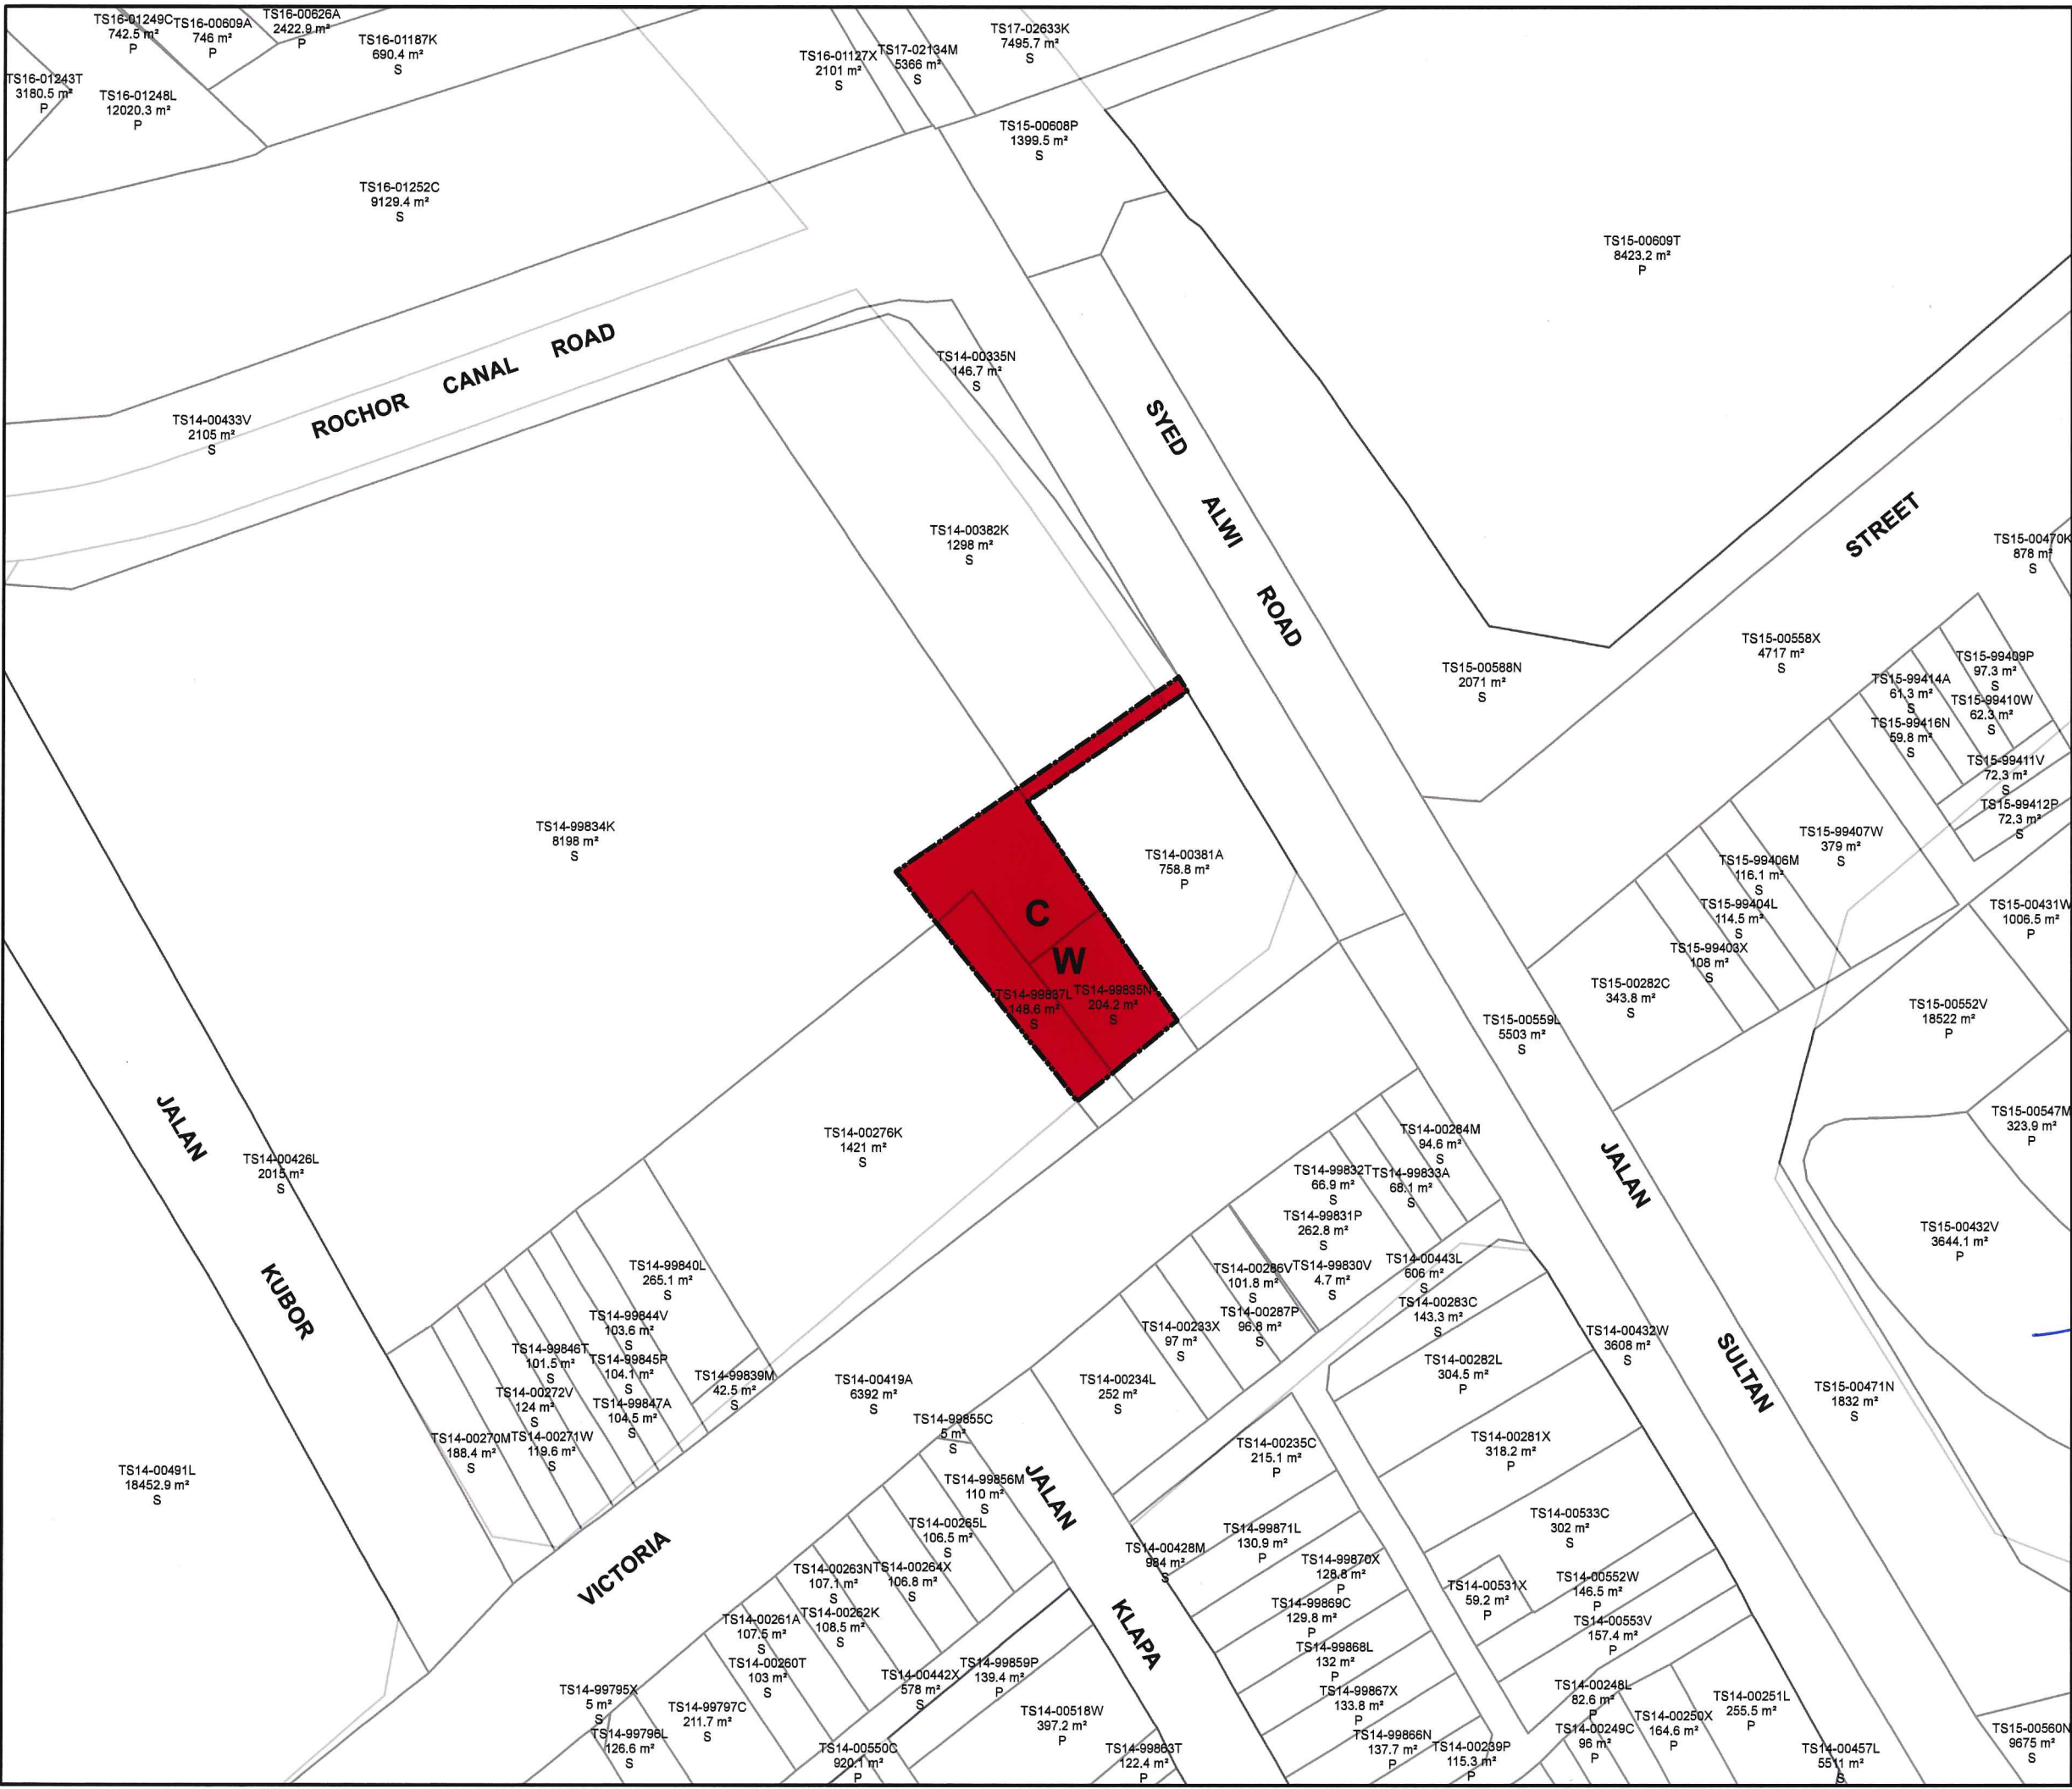 TS16-01249C
742.5 m²
P
TS16-00609A
746 m²
P
TS16-00626A
2422.9 m²
P
TS16-01187K
690.4 m²
S
TS16-01127X
2101 m²
S
TS17-02134M
5366 m²
S
TS17-02633K
7495.7 m²
S
TS16-01243T
3180.5 m²
P
TS16-01248L
12020.3 m²
P
TS15-00608P
1399.5 m²
S
TS16-01252C
9129.4 m²
S
TS15-00609T
8423.2 m²
P
ROCHOR CANAL ROAD
TS14-00335N
146.7 m²
S
TS14-00433V
2105 m²
S
SYED ALWI ROAD
TS14-00382K
1298 m²
S
STREET
TS15-00470K
878 m²
S
TS15-00558X
4717 m²
S
TS15-00588N
2071 m²
S
TS15-99409P
97.3 m²
S
TS15-99414A
61.3 m²
S
TS15-99410W
62.3 m²
S
TS15-99416N
59.8 m²
S
TS15-99411V
72.3 m²
S
TS15-99412P
72.3 m²
S
TS14-99834K
8198 m²
S
TS14-00381A
758.8 m²
P
TS15-99407W
379 m²
S
TS15-99406M
116.1 m²
S
TS15-99404L
114.5 m²
S
TS15-99403X
108 m²
S
TS15-00431W
1006.5 m²
P
C
W
TS14-99837L
148.6 m²
S
TS14-99835N
204.2 m²
S
TS15-00282C
343.8 m²
S
TS15-00559L
5503 m²
S
TS15-00552V
18522 m²
P
TS15-00547M
323.9 m²
P
JALAN KUBOR
TS14-00426L
2015 m²
S
TS14-00276K
1421 m²
S
TS14-00284M
94.6 m²
S
TS14-99832T
66.9 m²
S
TS14-99833A
68.1 m²
S
TS14-99831P
262.8 m²
S
JALAN SULTAN
TS15-00432V
3644.1 m²
P
TS14-99840L
265.1 m²
S
TS14-00286V
101.8 m²
S
TS14-99830V
4.7 m²
S
TS14-00443L
606 m²
S
TS14-00287P
96.8 m²
S
TS14-00283C
143.3 m²
S
TS14-99844V
103.6 m²
S
TS14-00233X
97 m²
S
TS14-00432W
3608 m²
S
TS14-99846T
101.5 m²
S
TS14-99845P
104.1 m²
S
TS14-99839M
42.5 m²
S
TS14-00419A
6392 m²
S
TS14-00234L
252 m²
S
TS14-00282L
304.5 m²
P
TS15-00471N
1832 m²
S
TS14-00272V
124 m²
S
TS14-99847A
104.5 m²
S
TS14-99855C
5 m²
S
TS14-00270M
188.4 m²
S
TS14-00271W
119.6 m²
S
TS14-00235C
215.1 m²
P
TS14-00281X
318.2 m²
P
TS14-00491L
18452.9 m²
S
TS14-99856M
110 m²
S
JALAN KLAPA
TS14-00265L
106.5 m²
S
TS14-00533C
302 m²
S
VICTORIA
TS14-00428M
984 m²
S
TS14-99871L
130.9 m²
P
TS14-00263N
107.1 m²
S
TS14-00264X
106.8 m²
S
TS14-99870X
128.8 m²
P
TS14-00531X
59.2 m²
P
TS14-00552W
146.5 m²
P
TS14-00261A
107.5 m²
S
TS14-00262K
108.5 m²
S
TS14-99869C
129.8 m²
P
TS14-00553V
157.4 m²
P
TS14-99868L
132 m²
P
TS14-00260T
103 m²
S
TS14-00442X
578 m²
S
TS14-99859P
139.4 m²
P
TS14-99867X
133.8 m²
P
TS14-00248L
82.6 m²
P
TS14-99795X
5 m²
S
TS14-99797C
211.7 m²
S
TS14-00518W
397.2 m²
P
TS14-00251L
255.5 m²
P
TS14-00250X
164.6 m²
P
TS14-99796L
126.6 m²
S
TS14-00550C
920.1 m²
P
TS14-99863T
122.4 m²
P
TS14-99866N
137.7 m²
P
TS14-00239P
115.3 m²
P
TS14-00249C
96 m²
P
TS14-00457L
5511 m²
S
TS15-00560N
9675 m²
S